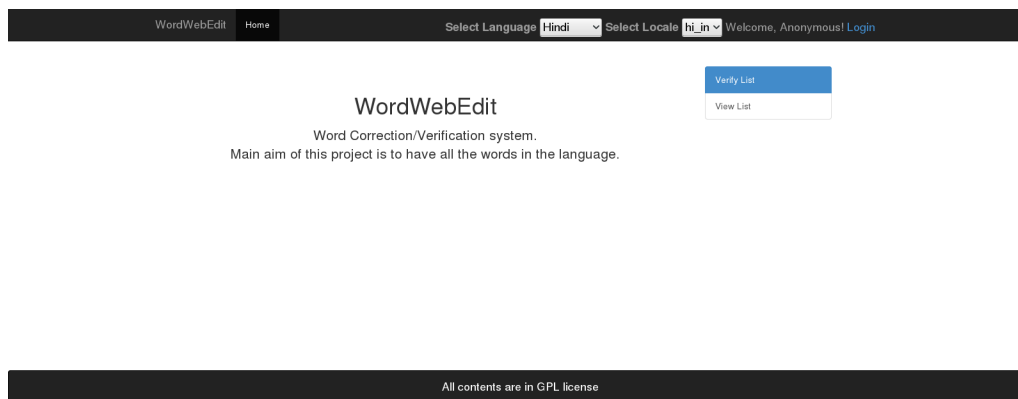 WordWebEdit Home Select Language Hindi Select Locale hi_in Welcome, Anonymous! Login
Verify List
View List
WordWebEdit
Word Correction/Verification system.
Main aim of this project is to have all the words in the language.
All contents are in GPL license